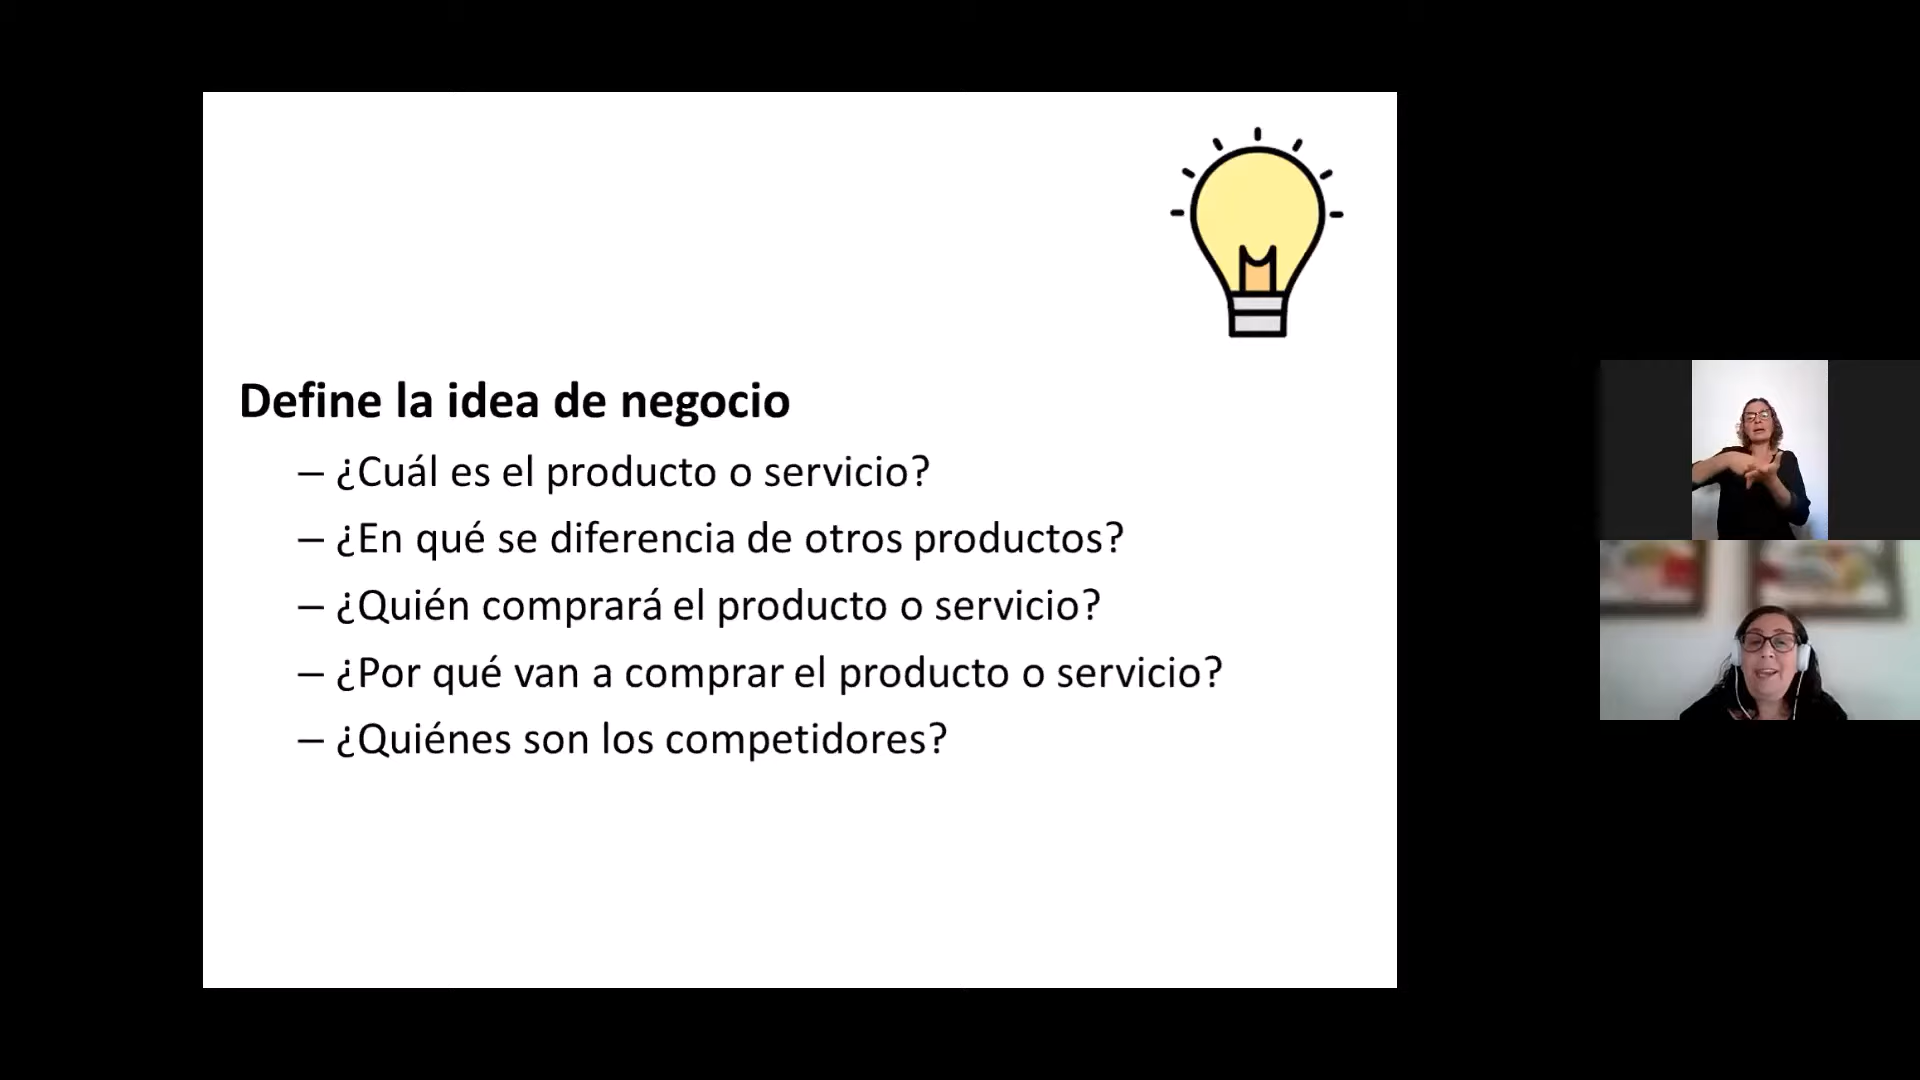 Define la idea de negocio
– ¿Cuál es el producto o servicio?
– ¿En qué se diferencia de otros productos?
– ¿Quién comprará el producto o servicio?
– ¿Por qué van a comprar el producto o servicio?
– ¿Quiénes son los competidores?